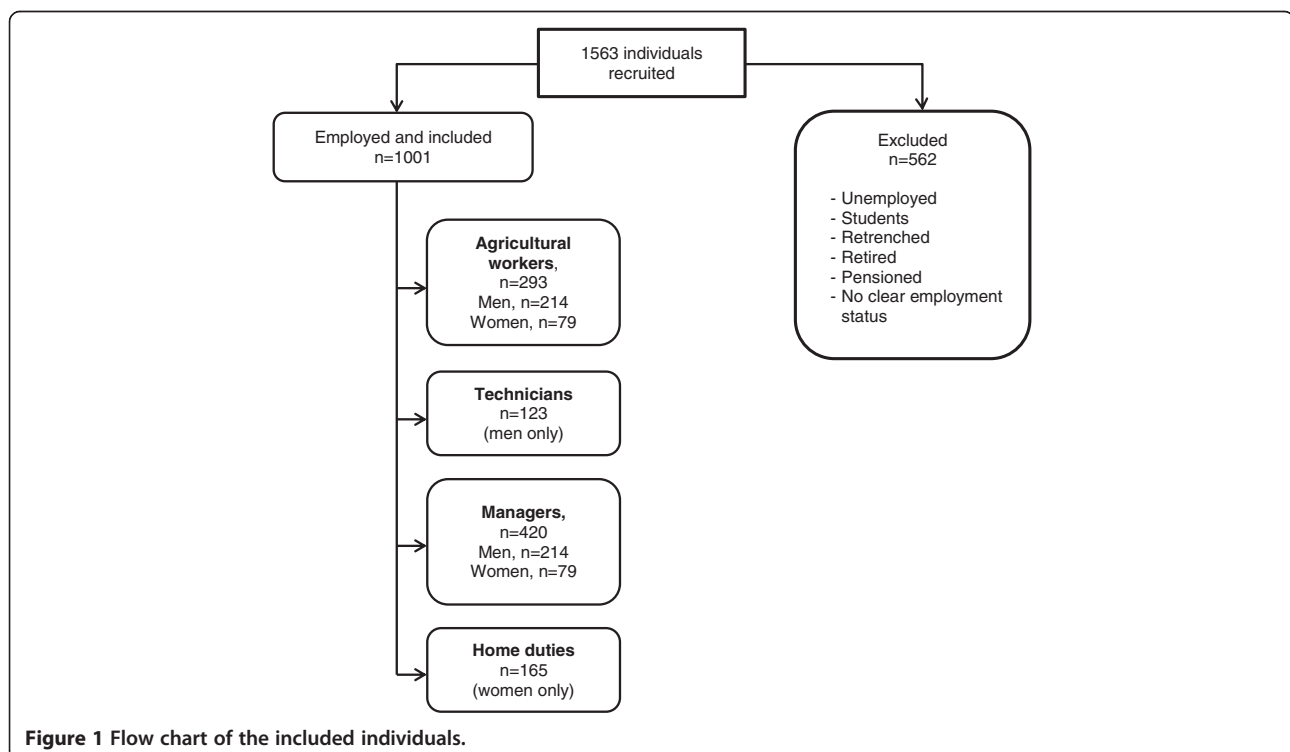 1563 individuals
recruited
Employed and included
n=1001
Excluded
n=562
- Unemployed
- Students
- Retrenched
- Retired
- Pensioned
- No clear employment
status
Agricultural
workers,
n=293
Men, n=214
Women, n=79
Technicians
n=123
(men only)
Managers,
n=420
Men, n=214
Women, n=79
Home duties
n=165
(women only)
Figure 1 Flow chart of the included individuals.